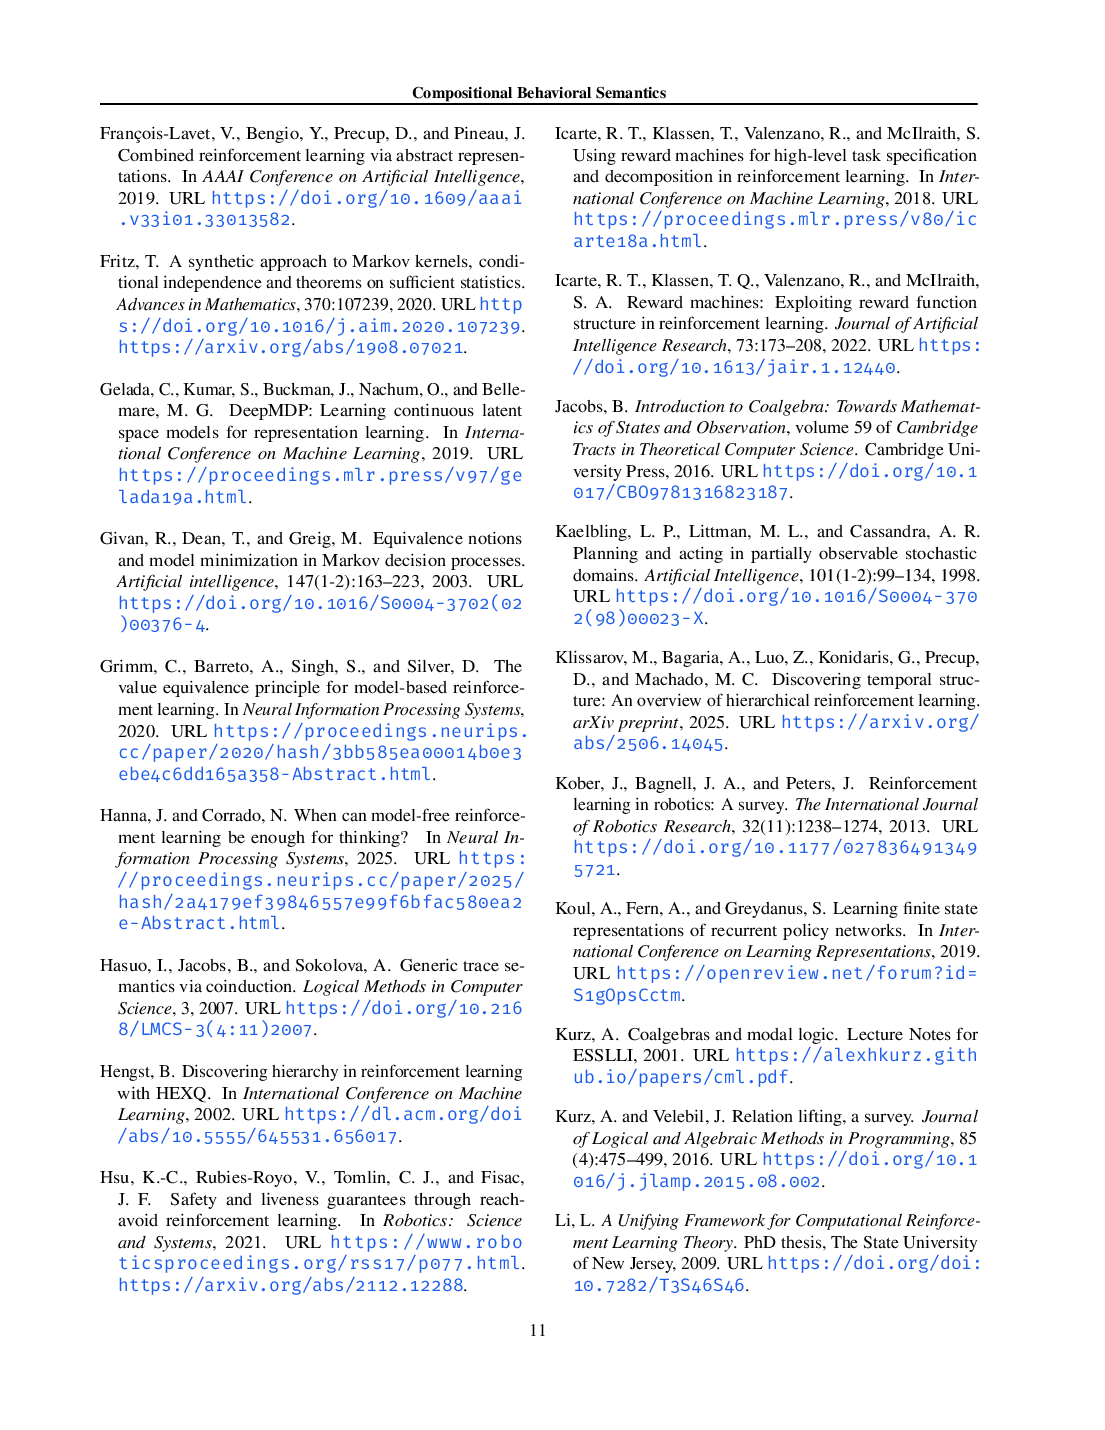 Compositional Behavioral Semantics
François-Lavet, V., Bengio, Y., Precup, D., and Pineau, J.
Combined reinforcement learning via abstract represen-
tations. In AAAI Conference on Artificial Intelligence,
2019. URL https://doi.org/10.1609/aaai
.v33i01.33013582.
Fritz, T. A synthetic approach to Markov kernels, condi-
tional independence and theorems on sufficient statistics.
Advances in Mathematics, 370:107239, 2020. URL http
s://doi.org/10.1016/j.aim.2020.107239.
https://arxiv.org/abs/1908.07021.
Gelada, C., Kumar, S., Buckman, J., Nachum, O., and Belle-
mare, M. G. DeepMDP: Learning continuous latent
space models for representation learning. In Interna-
tional Conference on Machine Learning, 2019. URL
https://proceedings.mlr.press/v97/ge
lada19a.html.
Givan, R., Dean, T., and Greig, M. Equivalence notions
and model minimization in Markov decision processes.
Artificial intelligence, 147(1-2):163–223, 2003. URL
https://doi.org/10.1016/S0004-3702(02
)00376-4.
Grimm, C., Barreto, A., Singh, S., and Silver, D. The
value equivalence principle for model-based reinforce-
ment learning. In Neural Information Processing Systems,
2020. URL https://proceedings.neurips.
cc/paper/2020/hash/3bb585ea00014b0e3
ebe4c6dd165a358-Abstract.html.
Hanna, J. and Corrado, N. When can model-free reinforce-
ment learning be enough for thinking? In Neural In-
formation Processing Systems, 2025. URL https:
//proceedings.neurips.cc/paper/2025/
hash/2a4179ef39846557e99f6bfac580ea2
e-Abstract.html.
Hasuo, I., Jacobs, B., and Sokolova, A. Generic trace se-
mantics via coinduction. Logical Methods in Computer
Science, 3, 2007. URL https://doi.org/10.216
8/LMCS-3(4:11)2007.
Hengst, B. Discovering hierarchy in reinforcement learning
with HEXQ. In International Conference on Machine
Learning, 2002. URL https://dl.acm.org/doi
/abs/10.5555/645531.656017.
Hsu, K.-C., Rubies-Royo, V., Tomlin, C. J., and Fisac,
J. F. Safety and liveness guarantees through reach-
avoid reinforcement learning. In Robotics: Science
and Systems, 2021. URL https://www.robo
ticsproceedings.org/rss17/p077.html.
https://arxiv.org/abs/2112.12288.
Icarte, R. T., Klassen, T., Valenzano, R., and McIlraith, S.
Using reward machines for high-level task specification
and decomposition in reinforcement learning. In Inter-
national Conference on Machine Learning, 2018. URL
https://proceedings.mlr.press/v80/ic
arte18a.html.
Icarte, R. T., Klassen, T. Q., Valenzano, R., and McIlraith,
S. A. Reward machines: Exploiting reward function
structure in reinforcement learning. Journal of Artificial
Intelligence Research, 73:173–208, 2022. URL https:
//doi.org/10.1613/jair.1.12440.
Jacobs, B. Introduction to Coalgebra: Towards Mathemat-
ics of States and Observation, volume 59 of Cambridge
Tracts in Theoretical Computer Science. Cambridge Uni-
versity Press, 2016. URL https://doi.org/10.1
017/CBO9781316823187.
Kaelbling, L. P., Littman, M. L., and Cassandra, A. R.
Planning and acting in partially observable stochastic
domains. Artificial Intelligence, 101(1-2):99–134, 1998.
URL https://doi.org/10.1016/S0004-370
2(98)00023-X.
Klissarov, M., Bagaria, A., Luo, Z., Konidaris, G., Precup,
D., and Machado, M. C. Discovering temporal struc-
ture: An overview of hierarchical reinforcement learning.
arXiv preprint, 2025. URL https://arxiv.org/
abs/2506.14045.
Kober, J., Bagnell, J. A., and Peters, J. Reinforcement
learning in robotics: A survey. The International Journal
of Robotics Research, 32(11):1238–1274, 2013. URL
https://doi.org/10.1177/027836491349
5721.
Koul, A., Fern, A., and Greydanus, S. Learning finite state
representations of recurrent policy networks. In Inter-
national Conference on Learning Representations, 2019.
URL https://openreview.net/forum?id=
S1gOpsCctm.
Kurz, A. Coalgebras and modal logic. Lecture Notes for
ESSLLI, 2001. URL https://alexhkurz.gith
ub.io/papers/cml.pdf.
Kurz, A. and Velebil, J. Relation lifting, a survey. Journal
of Logical and Algebraic Methods in Programming, 85
(4):475–499, 2016. URL https://doi.org/10.1
016/j.jlamp.2015.08.002.
Li, L. A Unifying Framework for Computational Reinforce-
ment Learning Theory. PhD thesis, The State University
of New Jersey, 2009. URL https://doi.org/doi:
10.7282/T3S46S46.
11